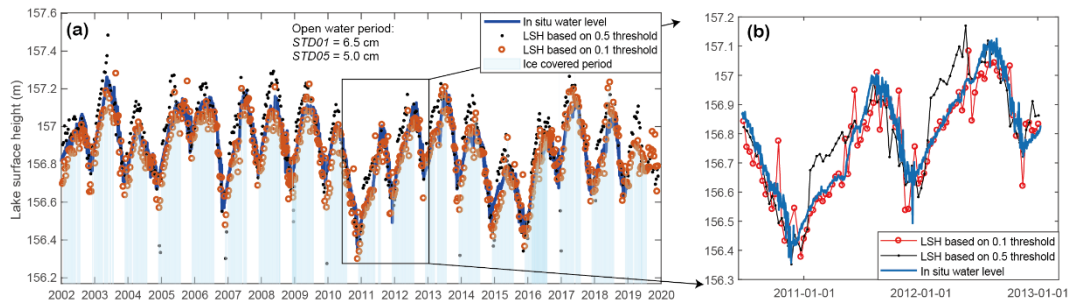 (a)
Open water period:
STD01 = 6.5 cm
STD05 = 5.0 cm
In situ water level
LSH based on 0.5 threshold
LSH based on 0.1 threshold
Ice covered period
Lake surface height (m)
157.6
157.4
157.2
157
156.8
156.6
156.4
156.2
2002 2003 2004 2005 2006 2007 2008 2009 2010 2011 2012 2013 2014 2015 2016 2017 2018 2019 2020
(b)
157.2
157.1
157
156.9
156.8
156.7
156.6
156.5
156.4
156.3
LSH based on 0.1 threshold
LSH based on 0.5 threshold
In situ water level
2011-01-01 2012-01-01 2013-01-01